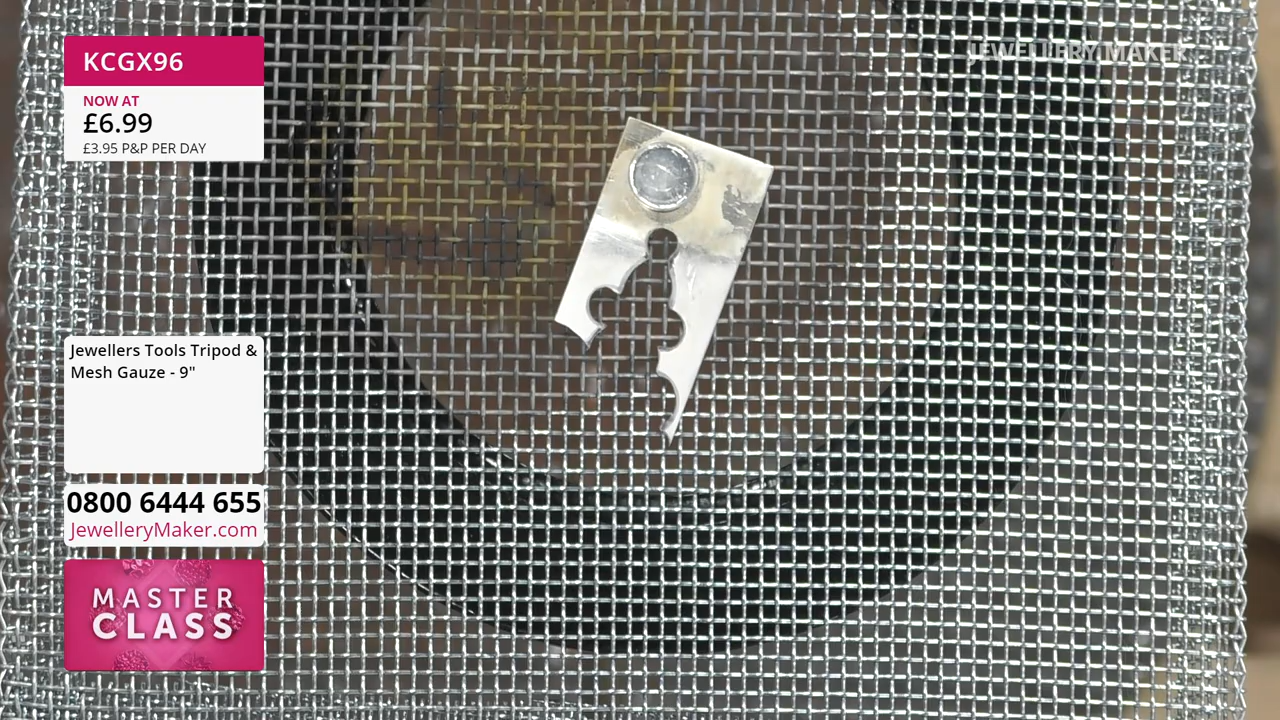 KCGX96
NOW AT
£6.99
£3.95 P&P PER DAY
Jewellers Tools Tripod &
Mesh Gauze - 9"
0800 6444 655
JewelleryMaker.com
MASTER
CLASS
JEWELLERY MAKER